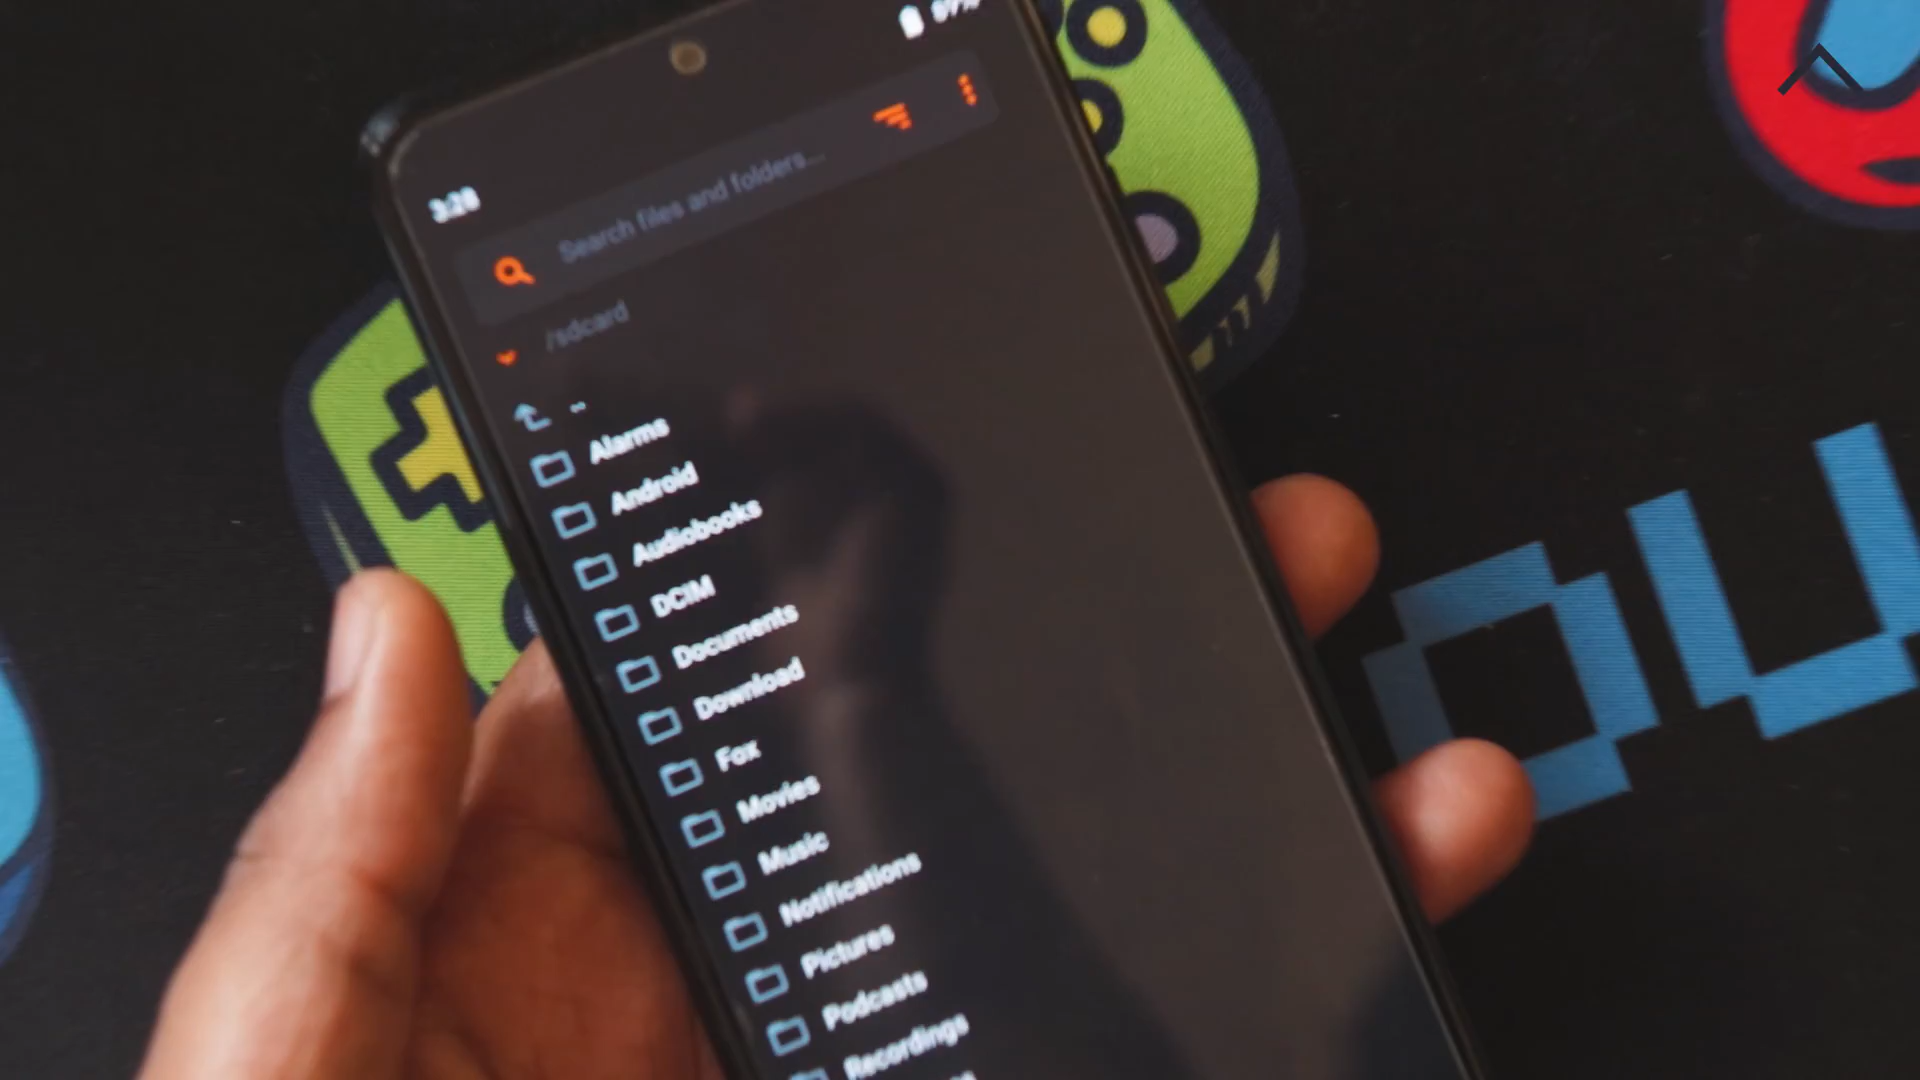 3:28
Search files and folders...
/sdcard
..
Alarms
Android
Audiobooks
DCIM
Documents
Download
Fox
Movies
Music
Notifications
Pictures
Podcasts
Recordings